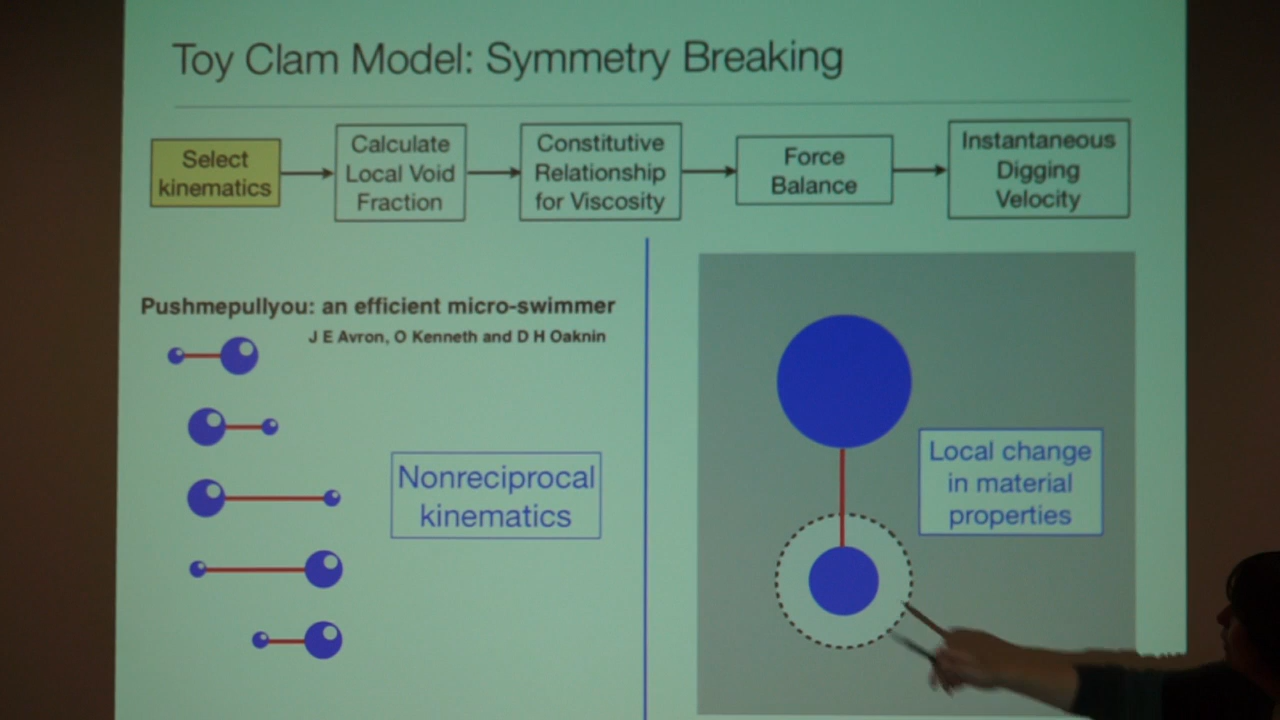 Toy Clam Model: Symmetry Breaking
Select
kinematics
Calculate
Local Void
Fraction
Constitutive
Relationship
for Viscosity
Force
Balance
Instantaneous
Digging
Velocity
Pushmepullyou: an efficient micro-swimmer
J E Avron, O Kenneth and D H Oaknin
Nonreciprocal
kinematics
Local change
in material
properties